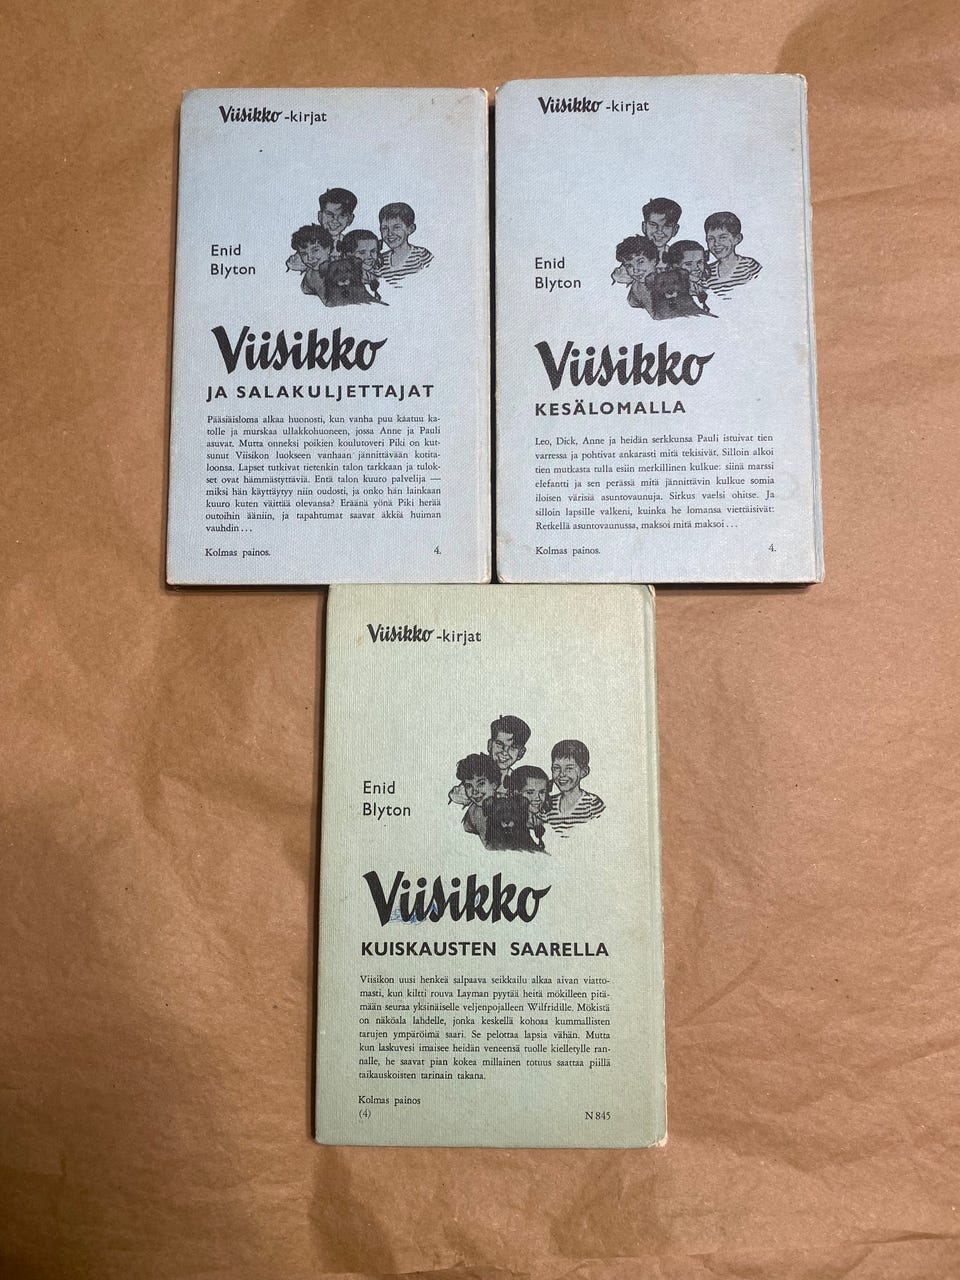 Viisikko-kirjat
Enid
Blyton
Viisikko
JA SALAKULJETTAJAT
Pääsiäisloma alkaa huonosti, kun vanha puu kaatuu ka-
tolle ja murskaa ullakkohuoneen, jossa Anne ja Pauli
asuvat. Mutta onneksi poikien koulutoveri Piki on kut-
sunut Viisikon luokseen vanhaan jännittävään kotita-
loonsa. Lapset tutkivat tietenkin talon tarkkaan ja tulok-
set ovat hämmästyttäviä. Entä talon kuuro palvelija —
miksi hän käyttäytyy niin oudosti, ja onko hän lainkaan
kuuro kuten väittää olevansa? Eräänä yönä Piki herää
outoihin ääniin, ja tapahtumat saavat äkkiä huiman
vauhdin...
Kolmas painos. 4.
Viisikko-kirjat
Enid
Blyton
Viisikko
KESÄLOMALLA
Leo, Dick, Anne ja heidän serkkunsa Pauli istuivat tien
varressa ja pohtivat ankarasti mitä tekisivät. Silloin alkoi
tien mutkasta tulla esiin merkillinen kulkue: siinä marssi
elefantti ja sen perässä mitä jännittävin kulkue somia
iloisen värisiä asuntovaunuja. Sirkus vaelsi ohitse. Ja
silloin lapsille valkeni, kuinka he lomansa viettäisivät:
Retkellä asuntovaunussa, maksoi mitä maksoi...
Kolmas painos. 4.
Viisikko-kirjat
Enid
Blyton
Viisikko
KUISKAUSTEN SAARELLA
Viisikon uusi henkeä salpaava seikkailu alkaa aivan viatto-
masti, kun kiltti rouva Layman pyytää heitä mökilleen pitä-
mään seuraa yksinäiselle veljenpojalleen Wilfridille. Mökistä
on näköala lahdelle, jonka keskellä kohoaa kummallisten
tarujen ympäröimä saari. Se pelottaa lapsia vähän. Mutta
kun laskuvesi imaisee heidän veneensä tuolle kielletylle ran-
nalle, he saavat pian kokea millainen totuus saattaa piillä
taikauskoisten tarinain takana.
Kolmas painos
(4) N 845